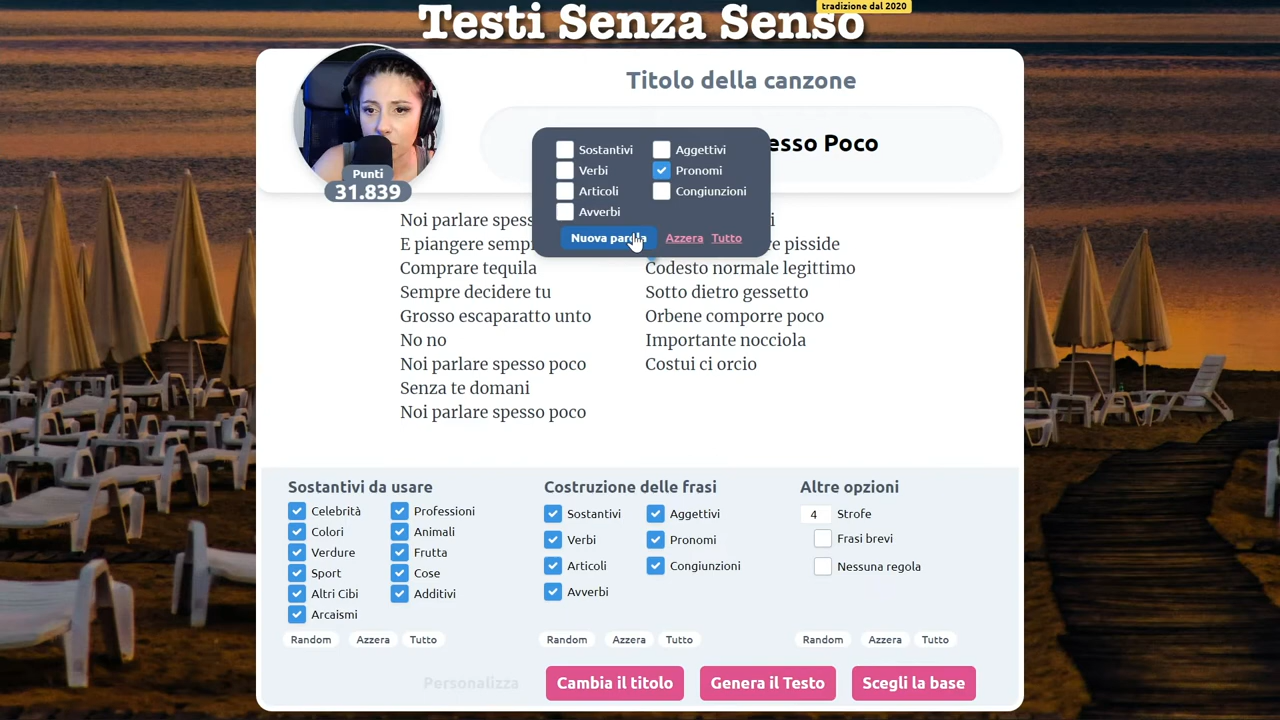 tradizione dal 2020
Testi Senza Senso
Titolo della canzone
esso Poco
Punti
31.839
Sostantivi
Aggettivi
Verbi
Pronomi
Articoli
Congiunzioni
Avverbi
Nuova parola
Azzera
Tutto
Noi parlare
E piangere
Comprare tequila
Sempre decidere tu
Grosso escaparatto unto
No no
Noi parlare spesso poco
Senza te domani
Noi parlare spesso poco
pisside
Codesto normale legittimo
Sotto dietro gessetto
Orbene comporre poco
Importante nocciola
Costui ci orcio
Sostantivi da usare
Celebrità
Professioni
Colori
Animali
Verdure
Frutta
Sport
Cose
Altri Cibi
Additivi
Arcaismi
Random
Azzera
Tutto
Costruzione delle frasi
Sostantivi
Aggettivi
Verbi
Pronomi
Articoli
Congiunzioni
Avverbi
Random
Azzera
Tutto
Altre opzioni
4 Strofe
Frasi brevi
Nessuna regola
Random
Azzera
Tutto
Personalizza
Cambia il titolo
Genera il Testo
Scegli la base